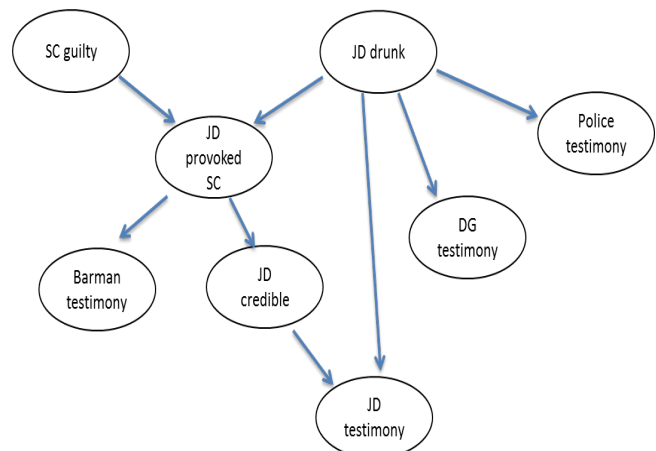 SC guilty
JD drunk
Police
testimony
JD
provoked
SC
DG
testimony
Barman
testimony
JD
credible
JD
testimony